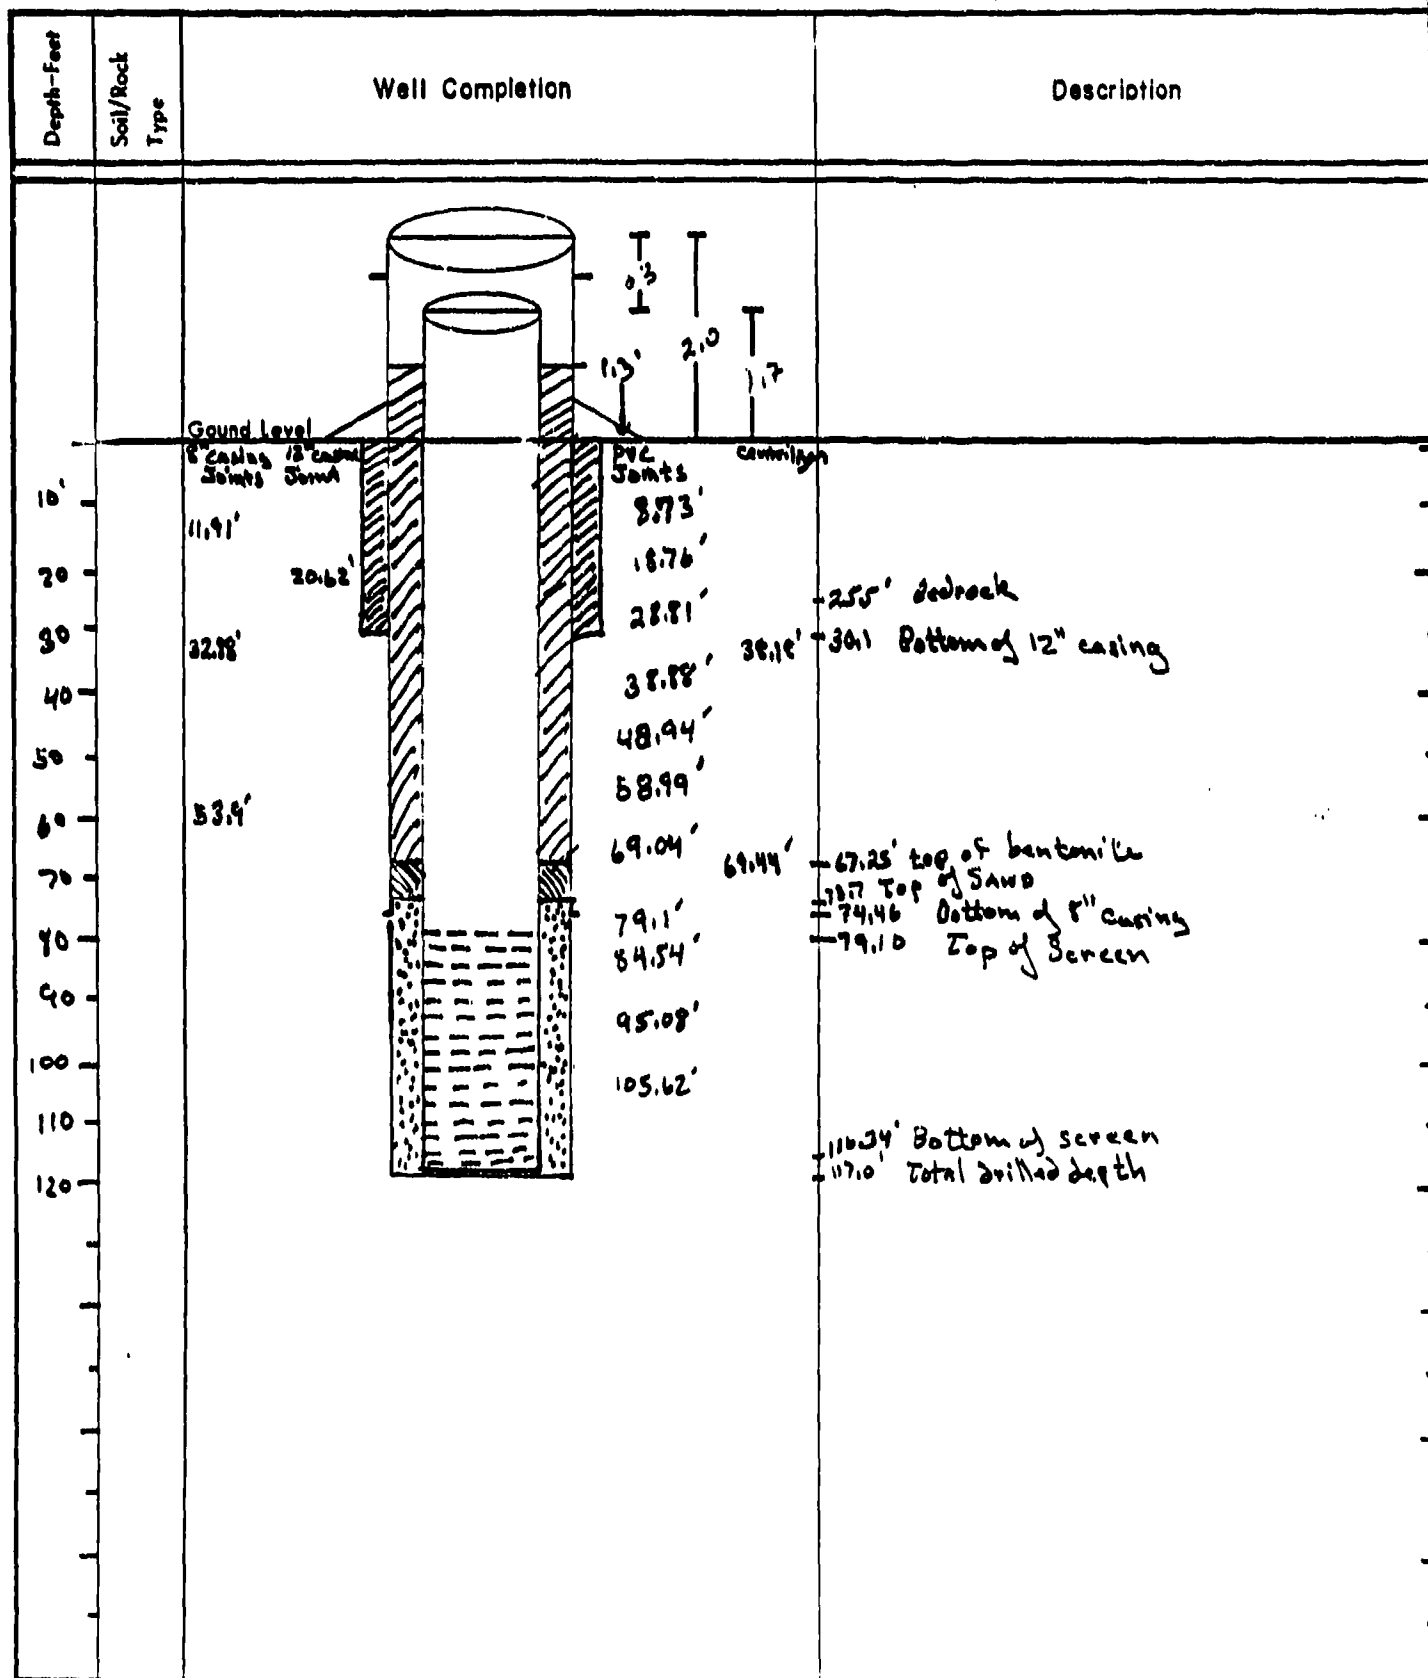 Depth-Feet
Soil/Rock Type
Well Completion
Description
0.3
2.0
1.7
1.3'
Gound Level
8" casing Joints
12" casing Joint
PVC Joints
10'
20
30
40
50
60
70
80
90
100
110
120
11.91'
32.98'
53.9'
20.62'
8.73'
18.76'
28.81'
38.88'
48.94'
58.99'
69.04'
79.1'
84.54'
95.08'
105.62'
38.18'
69.44'
25.5' Bedrock
30.1 Bottom of 12" casing
67.25' top of bentonite
Top of SAND
74.46 Bottom of 8" casing
79.10 Top of Screen
116.24' Bottom of screen
117.0' Total drilled depth